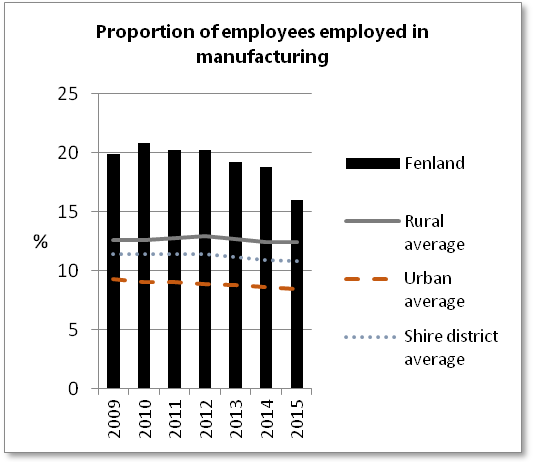 Proportion of employees employed in
manufacturing
25
20
15
10
5
0
%
2009
2010
2011
2012
2013
2014
2015
Fenland
Rural
average
Urban
average
Shire district
average